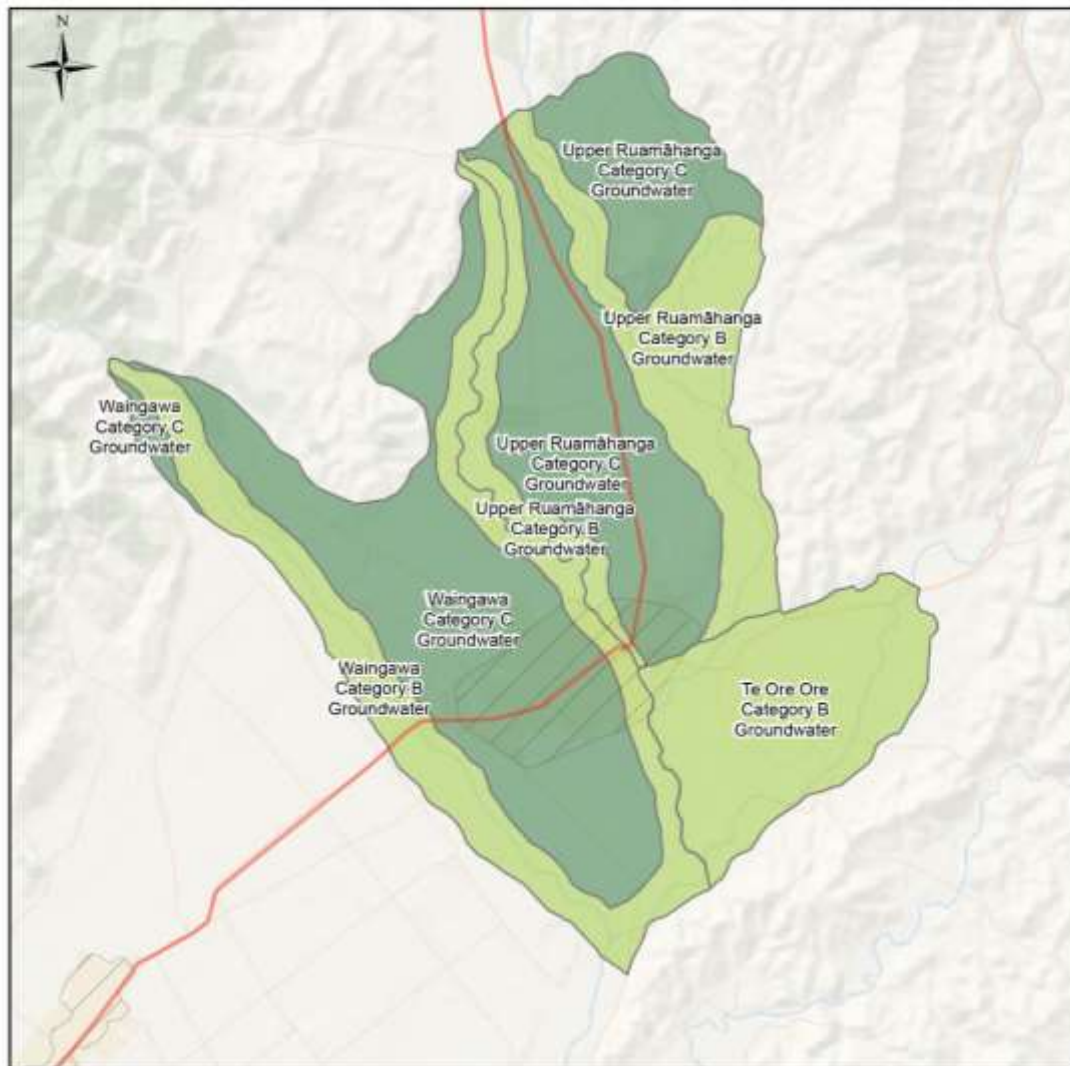 N
Upper Ruamāhanga
Category C
Groundwater
Upper Ruamāhanga
Category B
Groundwater
Waingawa
Category C
Groundwater
Upper Ruamāhanga
Category C
Groundwater
Upper Ruamāhanga
Category B
Groundwater
Waingawa
Category C
Groundwater
Waingawa
Category B
Groundwater
Te Ore Ore
Category B
Groundwater